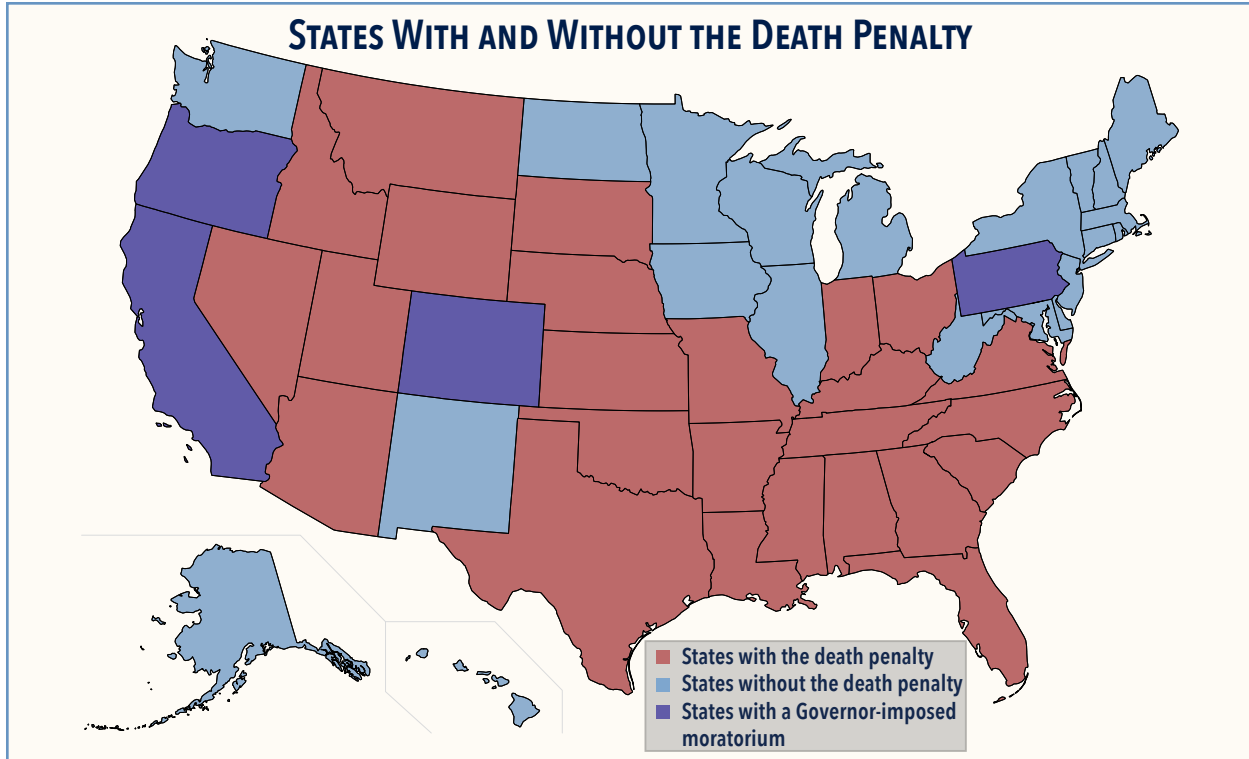 States With and Without the Death Penalty
States with the death penalty
States without the death penalty
States with a Governor-imposed
moratorium